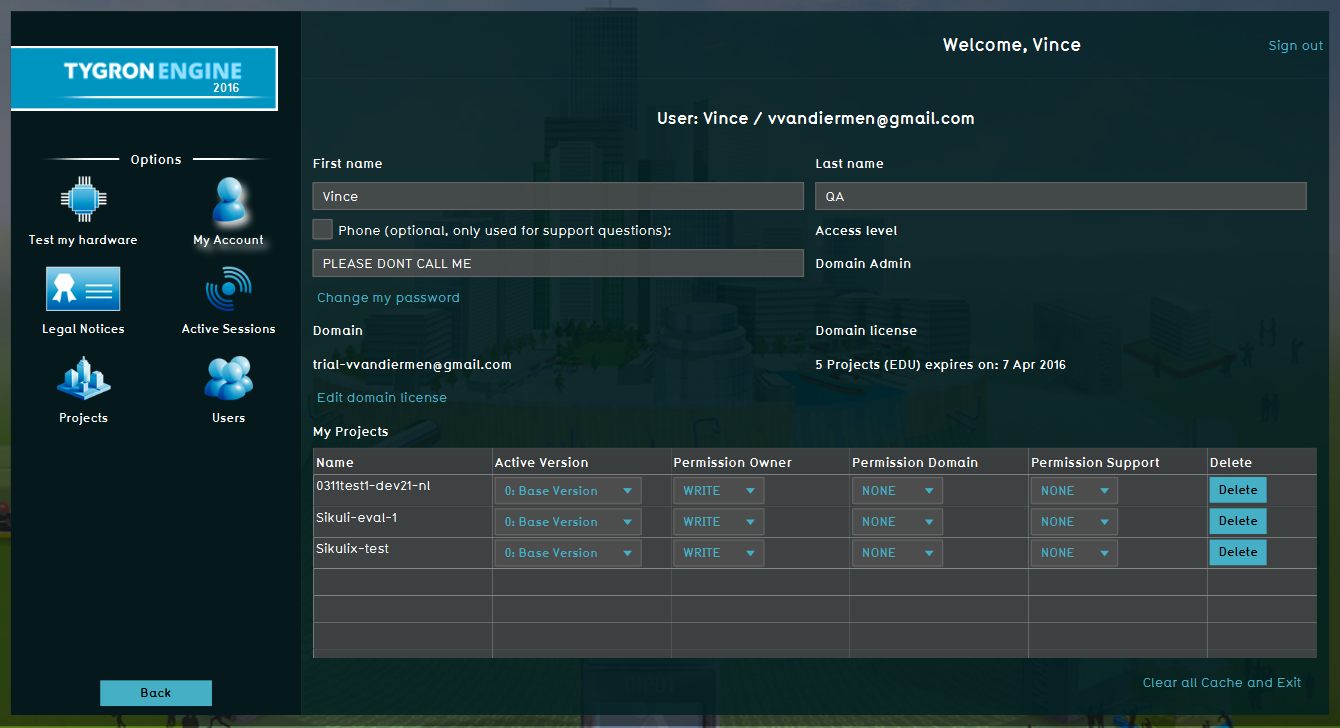 TYGRON ENGINE
2016
Welcome, Vince
Sign out
Options
Test my hardware
My Account
Legal Notices
Active Sessions
Projects
Users
Back
User: Vince / vvandiermen@gmail.com
First name
Last name
Vince
QA
Phone (optional, only used for support questions):
Access level
PLEASE DONT CALL ME
Domain Admin
Change my password
Domain
Domain license
trial-vvandiermen@gmail.com
5 Projects (EDU) expires on: 7 Apr 2016
Edit domain license
My Projects
Name Active Version Permission Owner Permission Domain Permission Support Delete
0311test1-dev21-nl 0: Base Version WRITE NONE NONE Delete
Sikuli-eval-1 0: Base Version WRITE NONE NONE Delete
Sikulix-test 0: Base Version WRITE NONE NONE Delete
Clear all Cache and Exit